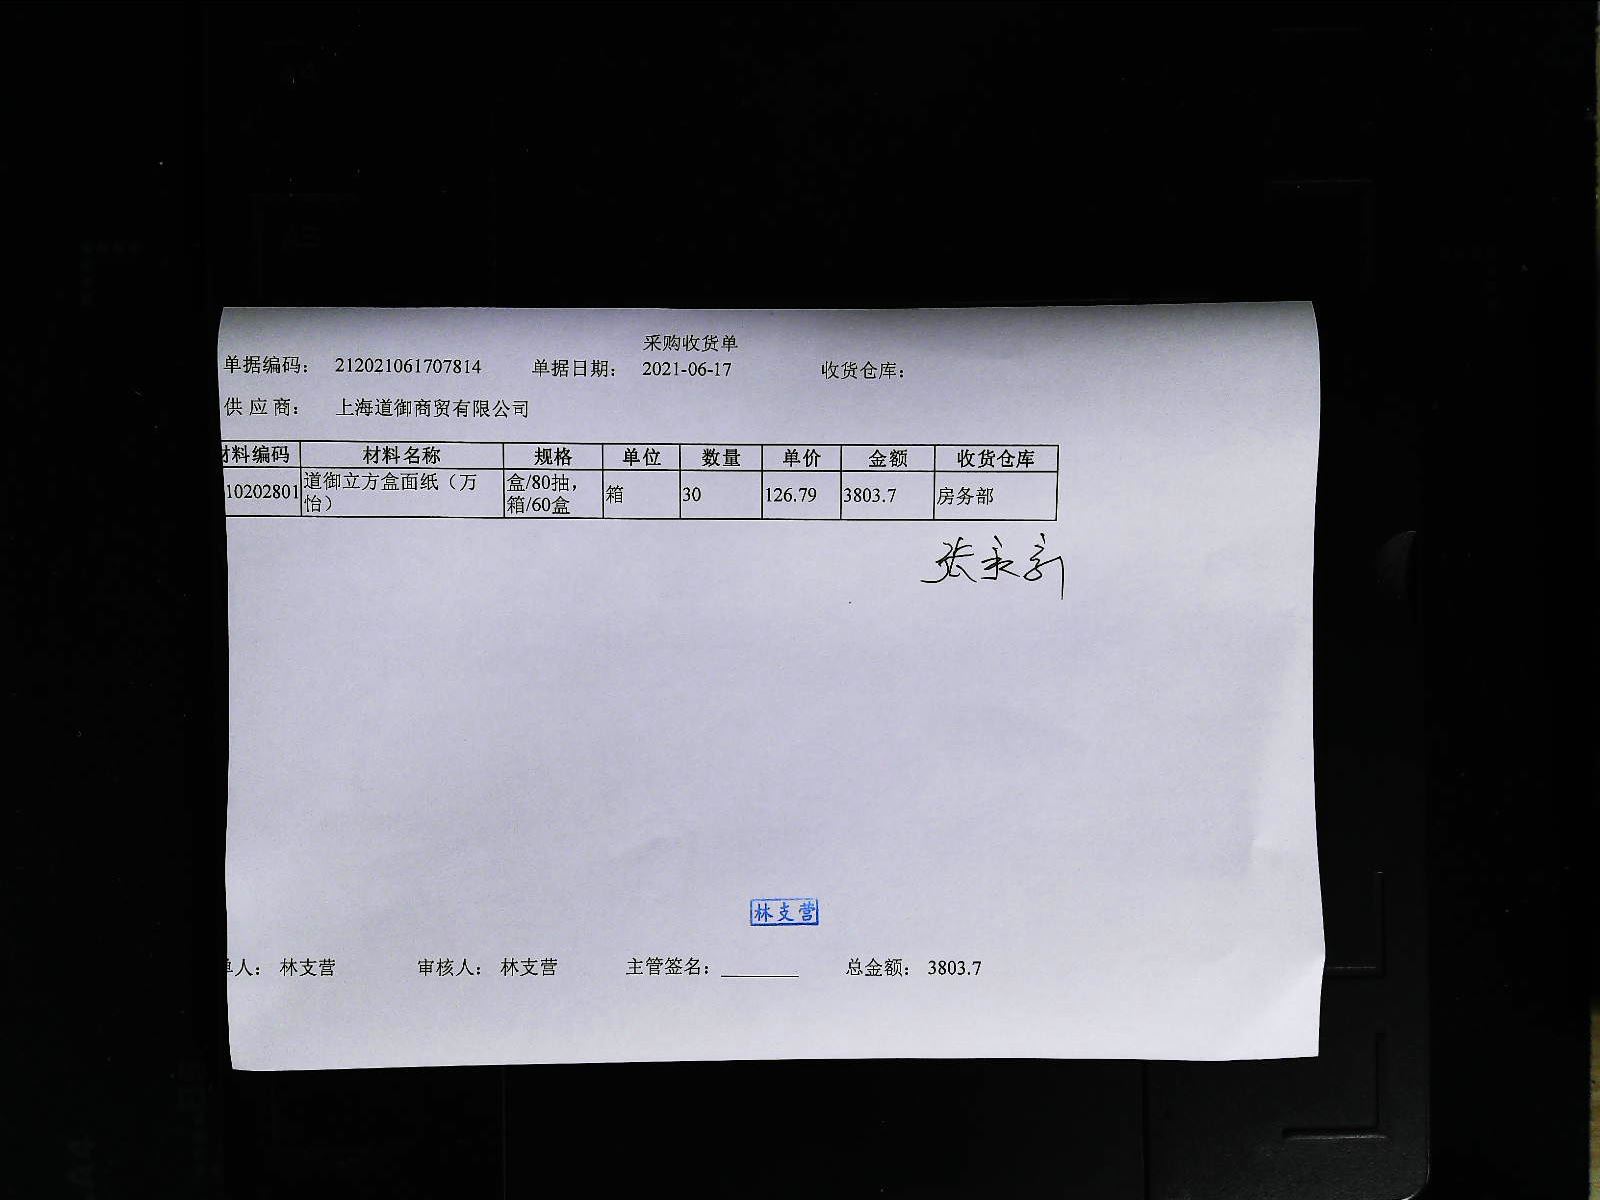 采购收货单
单据编码： 212021061707814 单据日期： 2021-06-17 收货仓库：
供 应 商： 上海道御商贸有限公司
材料编码 材料名称 规格 单位 数量 单价 金额 收货仓库
10202801 道御立方盒面纸（万 盒/80抽， 箱 30 126.79 3803.7 房务部
怡） 箱/60盒
林支营
单人： 林支营 审核人： 林支营 主管签名： 总金额： 3803.7